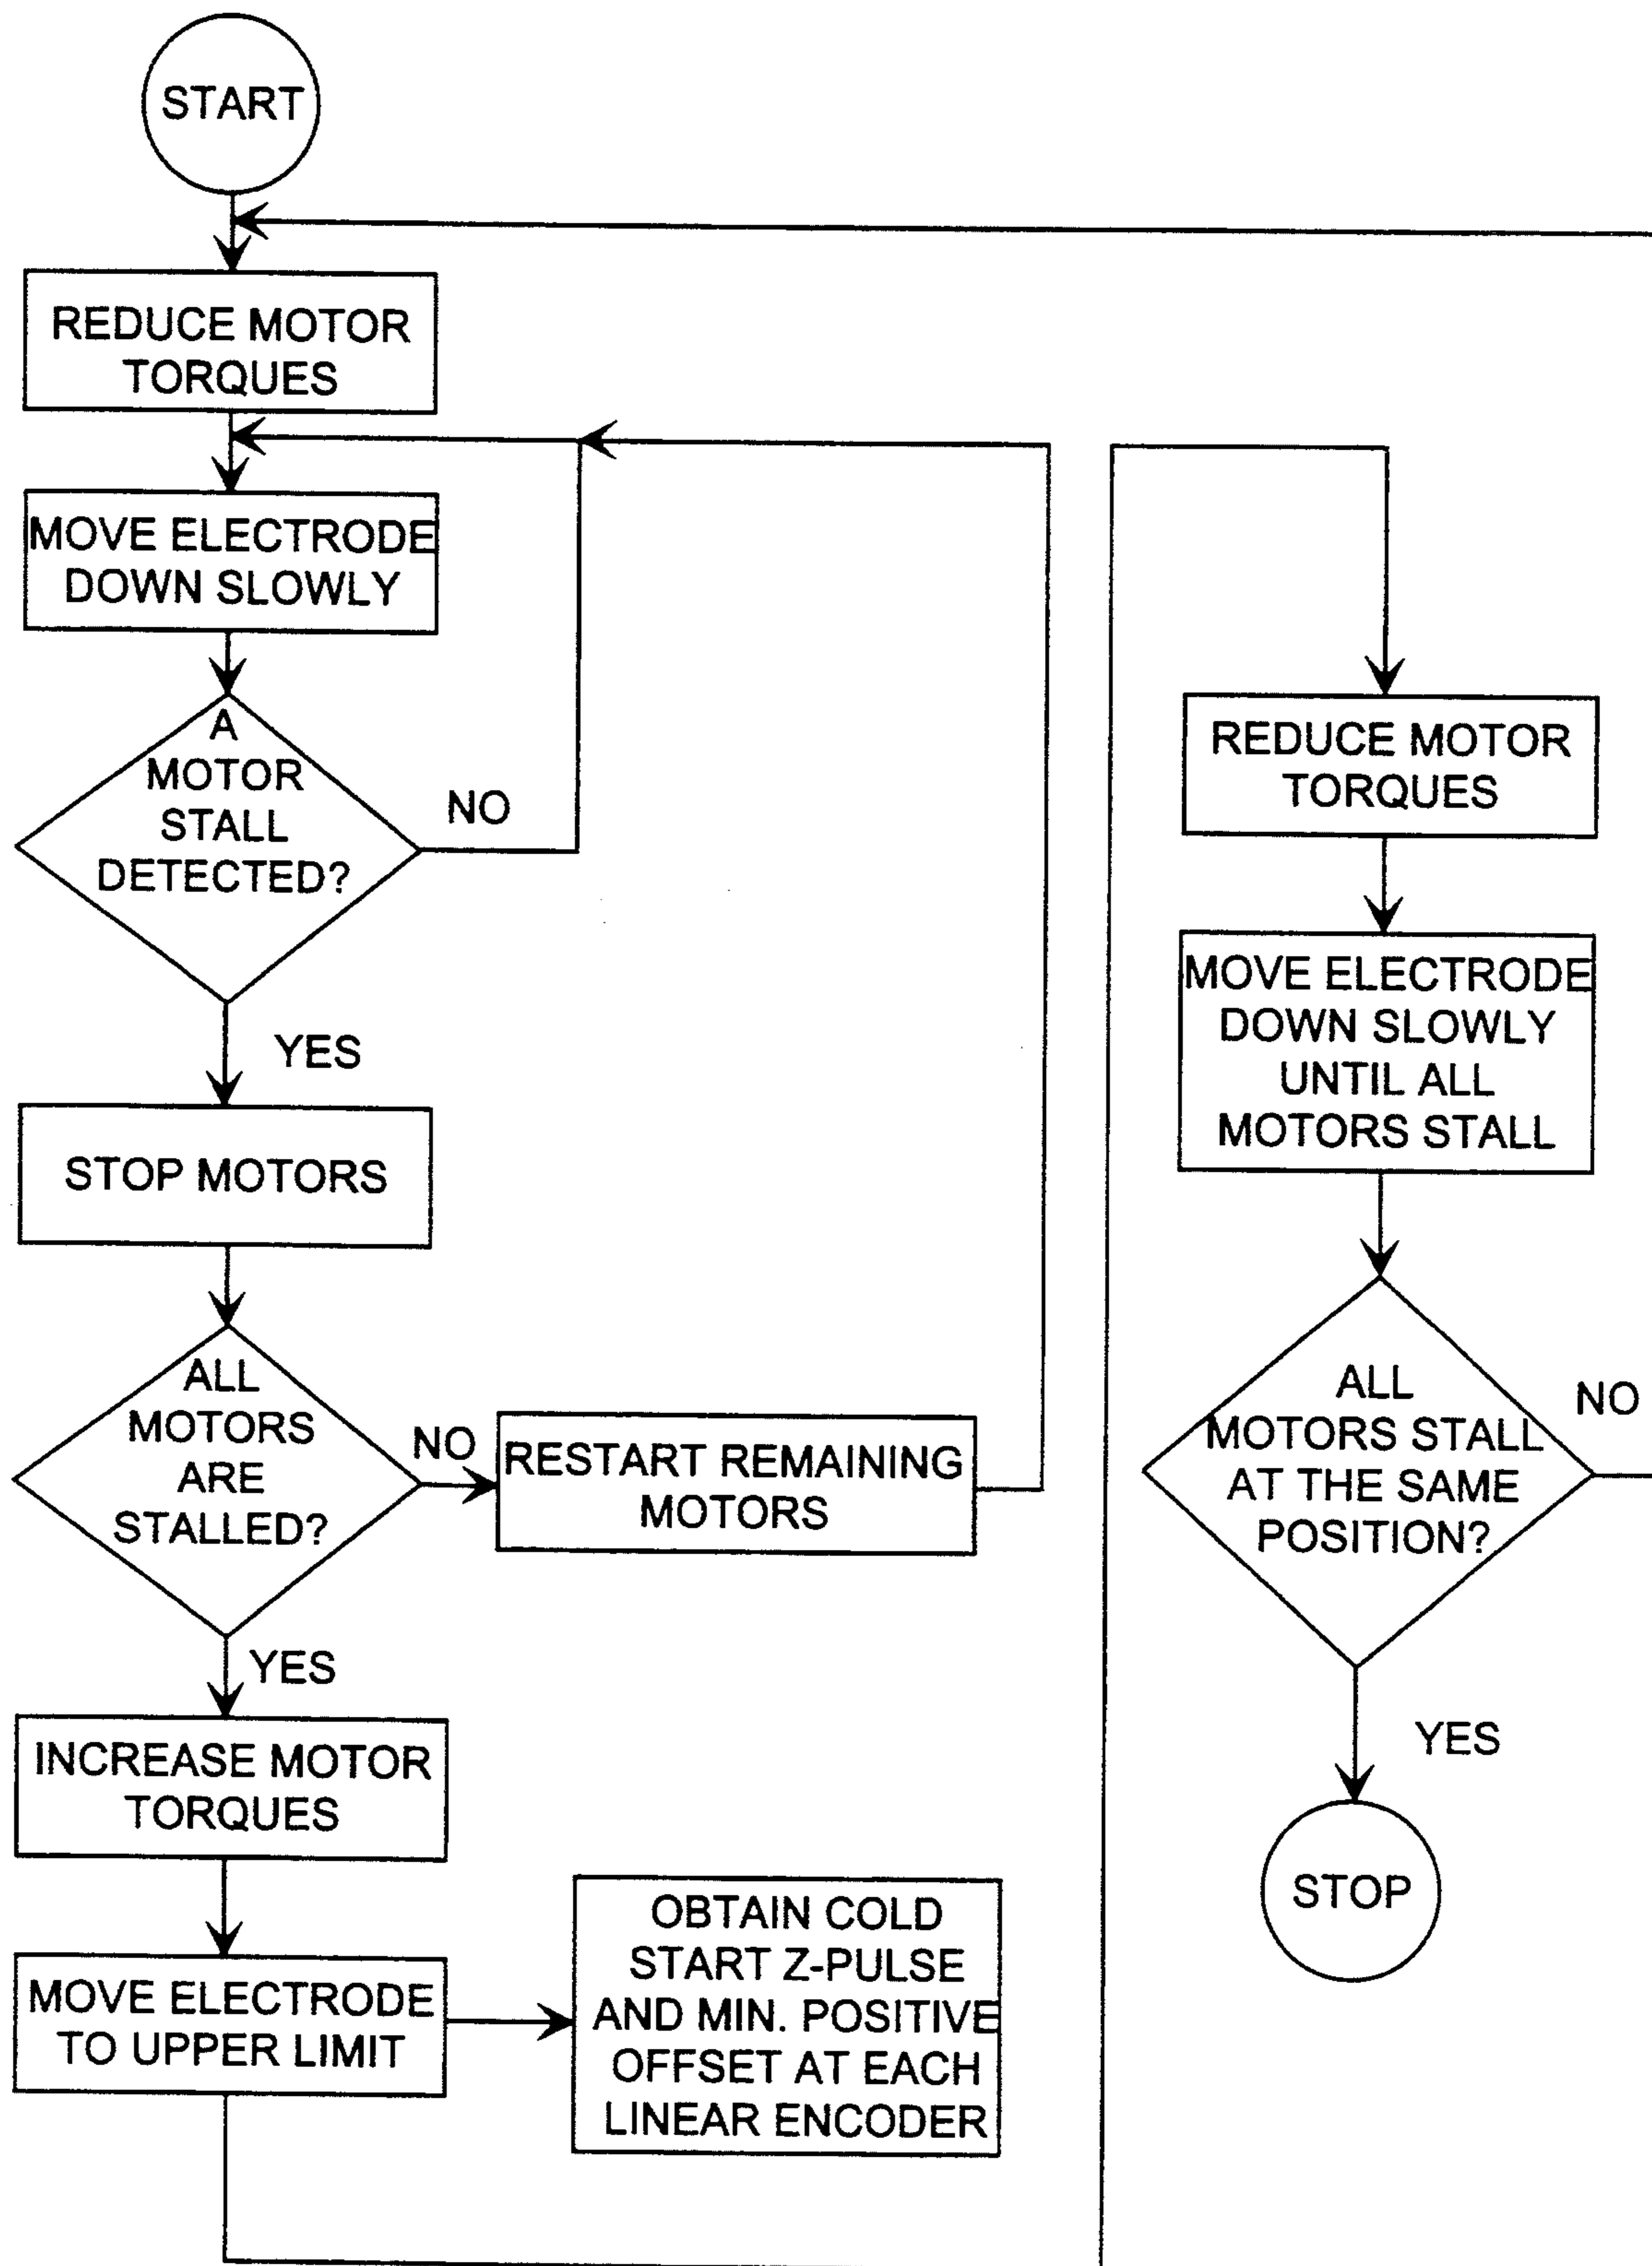 START
REDUCE MOTOR
TORQUES
MOVE ELECTRODE
DOWN SLOWLY
A
MOTOR
STALL
DETECTED?
NO
YES
STOP MOTORS
ALL
MOTORS
ARE
STALLED?
NO
RESTART REMAINING
MOTORS
YES
INCREASE MOTOR
TORQUES
MOVE ELECTRODE
TO UPPER LIMIT
OBTAIN COLD
START Z-PULSE
AND MIN. POSITIVE
OFFSET AT EACH
LINEAR ENCODER
REDUCE MOTOR
TORQUES
MOVE ELECTRODE
DOWN SLOWLY
UNTIL ALL
MOTORS STALL
ALL
MOTORS STALL
AT THE SAME
POSITION?
NO
YES
STOP